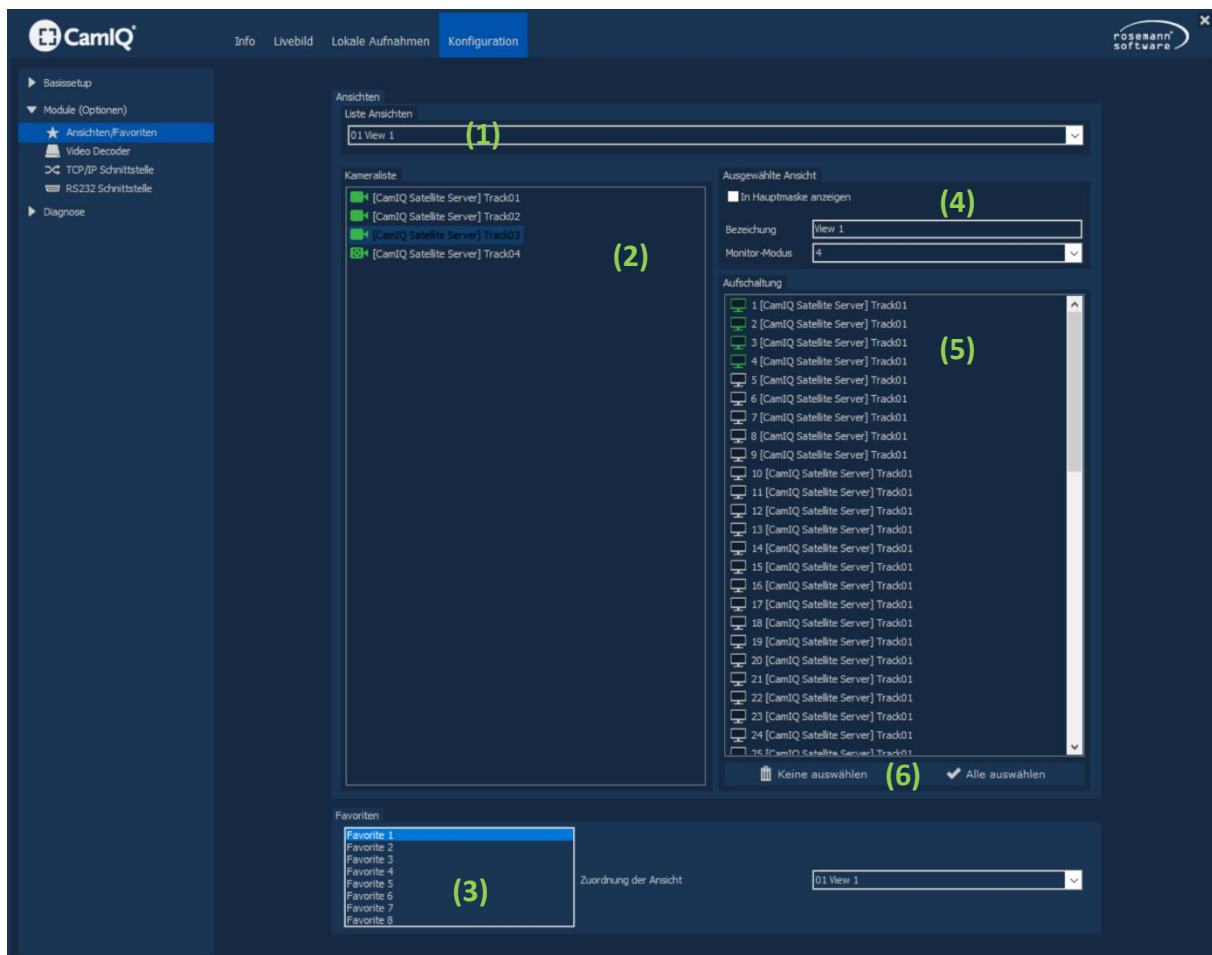 CamIQ®
Info Livebild Lokale Aufnahmen Konfiguration
rosemann®
software
Basissetup
Module (Optionen)
Ansichten/Favoriten
Video Decoder
TCP/IP Schnittstelle
RS232 Schnittstelle
Diagnose
Ansichten
Liste Ansichten
01 View 1
(1)
Kameraliste
[CamIQ Satellite Server] Track01
[CamIQ Satellite Server] Track02
[CamIQ Satellite Server] Track03
[CamIQ Satellite Server] Track04
(2)
Ausgewählte Ansicht
In Hauptmaske anzeigen
(4)
Bezeichung View 1
Monitor-Modus 4
Aufschaltung
1 [CamIQ Satellite Server] Track01
2 [CamIQ Satellite Server] Track01
3 [CamIQ Satellite Server] Track01
4 [CamIQ Satellite Server] Track01
(5)
5 [CamIQ Satellite Server] Track01
6 [CamIQ Satellite Server] Track01
7 [CamIQ Satellite Server] Track01
8 [CamIQ Satellite Server] Track01
9 [CamIQ Satellite Server] Track01
10 [CamIQ Satellite Server] Track01
11 [CamIQ Satellite Server] Track01
12 [CamIQ Satellite Server] Track01
13 [CamIQ Satellite Server] Track01
14 [CamIQ Satellite Server] Track01
15 [CamIQ Satellite Server] Track01
16 [CamIQ Satellite Server] Track01
17 [CamIQ Satellite Server] Track01
18 [CamIQ Satellite Server] Track01
19 [CamIQ Satellite Server] Track01
20 [CamIQ Satellite Server] Track01
21 [CamIQ Satellite Server] Track01
22 [CamIQ Satellite Server] Track01
23 [CamIQ Satellite Server] Track01
24 [CamIQ Satellite Server] Track01
25 [CamIQ Satellite Server] Track01
Keine auswählen (6) Alle auswählen
Favoriten
Favorite 1
Favorite 2
Favorite 3
Favorite 4
Favorite 5
Favorite 6
Favorite 7
Favorite 8
(3)
Zuordnung der Ansicht 01 View 1